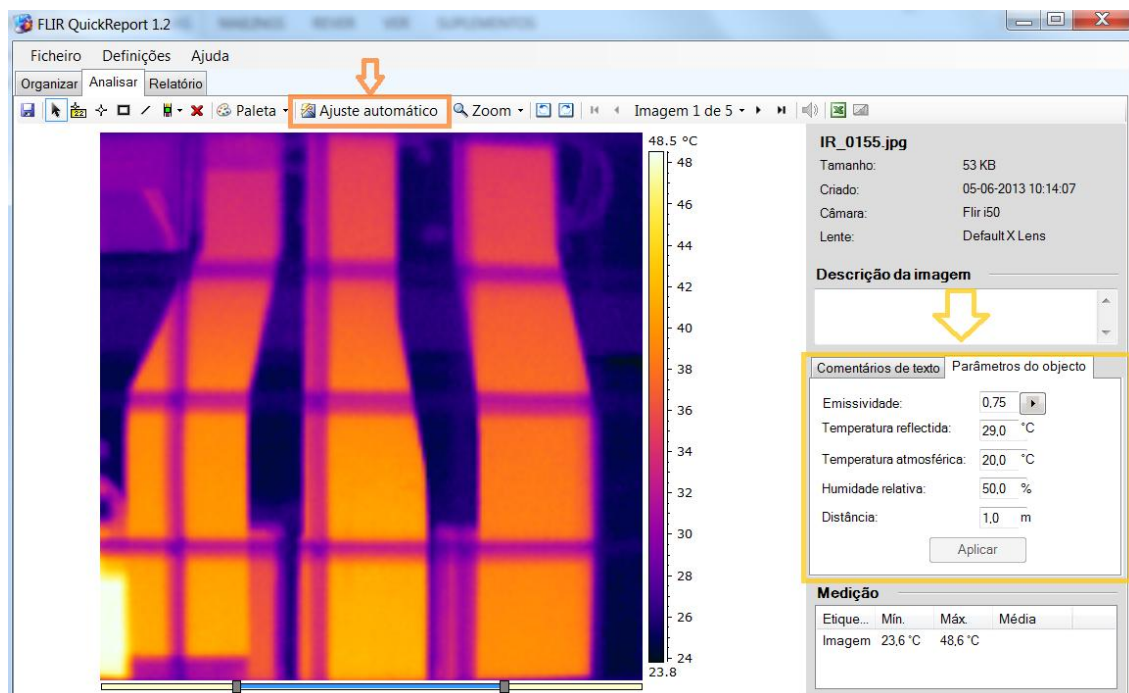 FLIR QuickReport 1.2
MAILINGS REVER VER SUPLEMENTOS
Ficheiro Definições Ajuda
Organizar Analisar Relatório
Paleta Ajuste automático Zoom Imagem 1 de 5
48.5 °C
48
46
44
42
40
38
36
34
32
30
28
26
24
23.8
IR_0155.jpg
Tamanho: 53 KB
Criado: 05-06-2013 10:14:07
Câmara: Flir i50
Lente: Default X Lens
Descrição da imagem
Comentários de texto Parâmetros do objecto
Emissividade: 0,75
Temperatura reflectida: 29,0 °C
Temperatura atmosférica: 20,0 °C
Humidade relativa: 50,0 %
Distância: 1,0 m
Aplicar
Medição
Etique... Mín. Máx. Média
Imagem 23,6 °C 48,6 °C